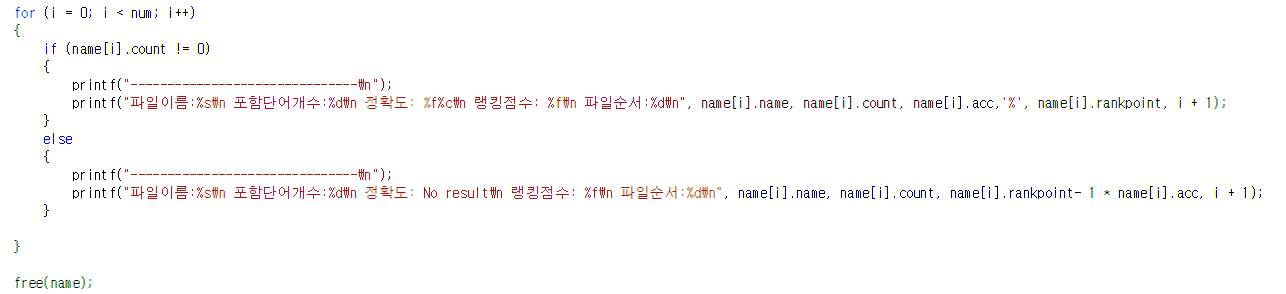 for (i = 0; i < num; i++)
{
if (name[i].count != 0)
{
printf("-------------------------------₩n");
printf("파일이름:%s₩n 포함단어개수:%d₩n 정확도: %f%c₩n 랭킹점수: %f₩n 파일순서:%d₩n", name[i].name, name[i].count, name[i].acc,'%', name[i].rankpoint, i + 1);
}
else
{
printf("-------------------------------₩n");
printf("파일이름:%s₩n 포함단어개수:%d₩n 정확도: No result₩n 랭킹점수: %f₩n 파일순서:%d₩n", name[i].name, name[i].count, name[i].rankpoint- 1 * name[i].acc, i + 1);
}
}
free(name);